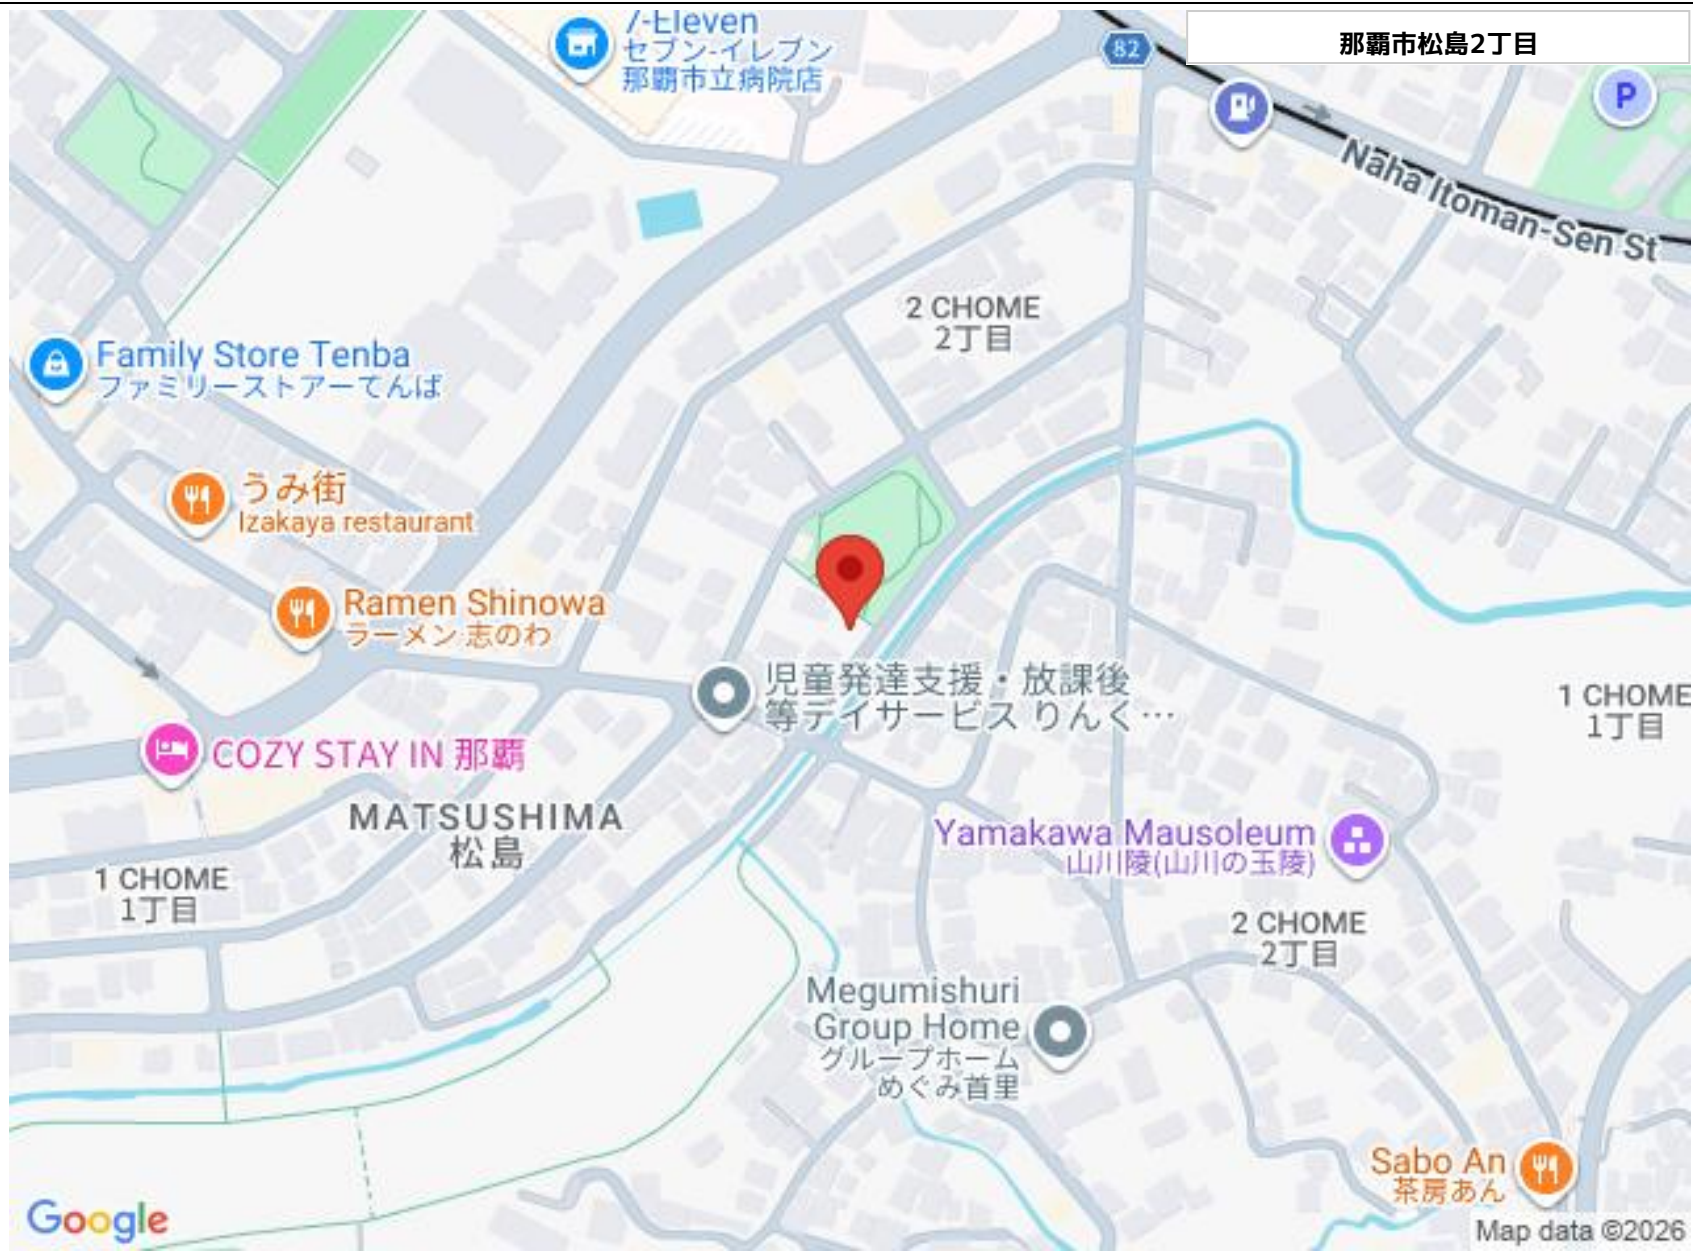 7-Eleven
セブン-イレブン
那覇市立病院店
82
那覇市松島2丁目
P
Naha Itoman-Sen St
2 CHOME
2丁目
Family Store Tenba
ファミリーストアーてんば
うみ街
Izakaya restaurant
Ramen Shinowa
ラーメン 志のわ
児童発達支援・放課後
等デイサービス りんく…
1 CHOME
1丁目
COZY STAY IN 那覇
MATSUSHIMA
松島
Yamakawa Mausoleum
山川陵(山川の玉陵)
1 CHOME
1丁目
2 CHOME
2丁目
Megumishuri
Group Home
グループホーム
めぐみ首里
Sabo An
茶房あん
Google
Map data ©2026